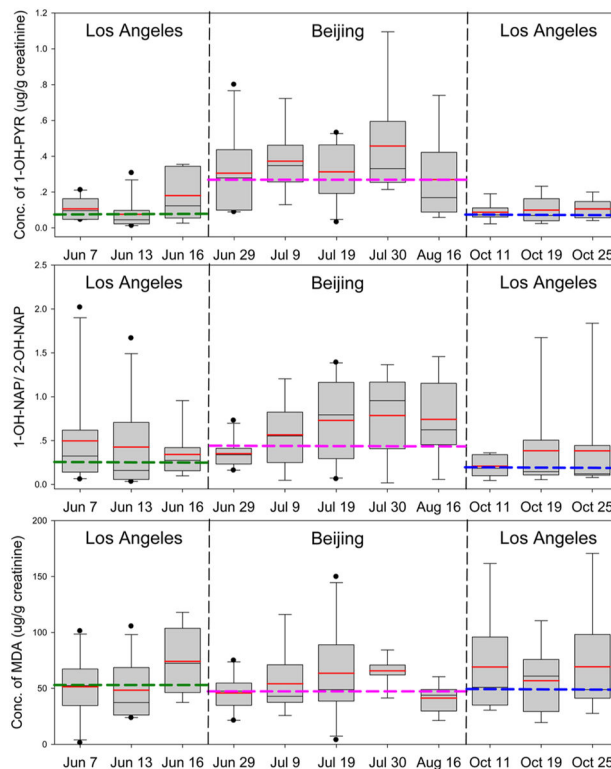 Los Angeles Beijing Los Angeles
Conc. of 1-OH-PYR (ug/g creatinine)
1.2
1.0
.8
.6
.4
.2
0.0
Jun 7 Jun 13 Jun 16 Jun 29 Jul 9 Jul 19 Jul 30 Aug 16 Oct 11 Oct 19 Oct 25
Los Angeles Beijing Los Angeles
1-OH-NAP/ 2-OH-NAP
2.5
2.0
1.5
1.0
.5
0.0
Jun 7 Jun 13 Jun 16 Jun 29 Jul 9 Jul 19 Jul 30 Aug 16 Oct 11 Oct 19 Oct 25
Los Angeles Beijing Los Angeles
Conc. of MDA (ug/g creatinine)
200
150
100
50
0
Jun 7 Jun 13 Jun 16 Jun 29 Jul 9 Jul 19 Jul 30 Aug 16 Oct 11 Oct 19 Oct 25